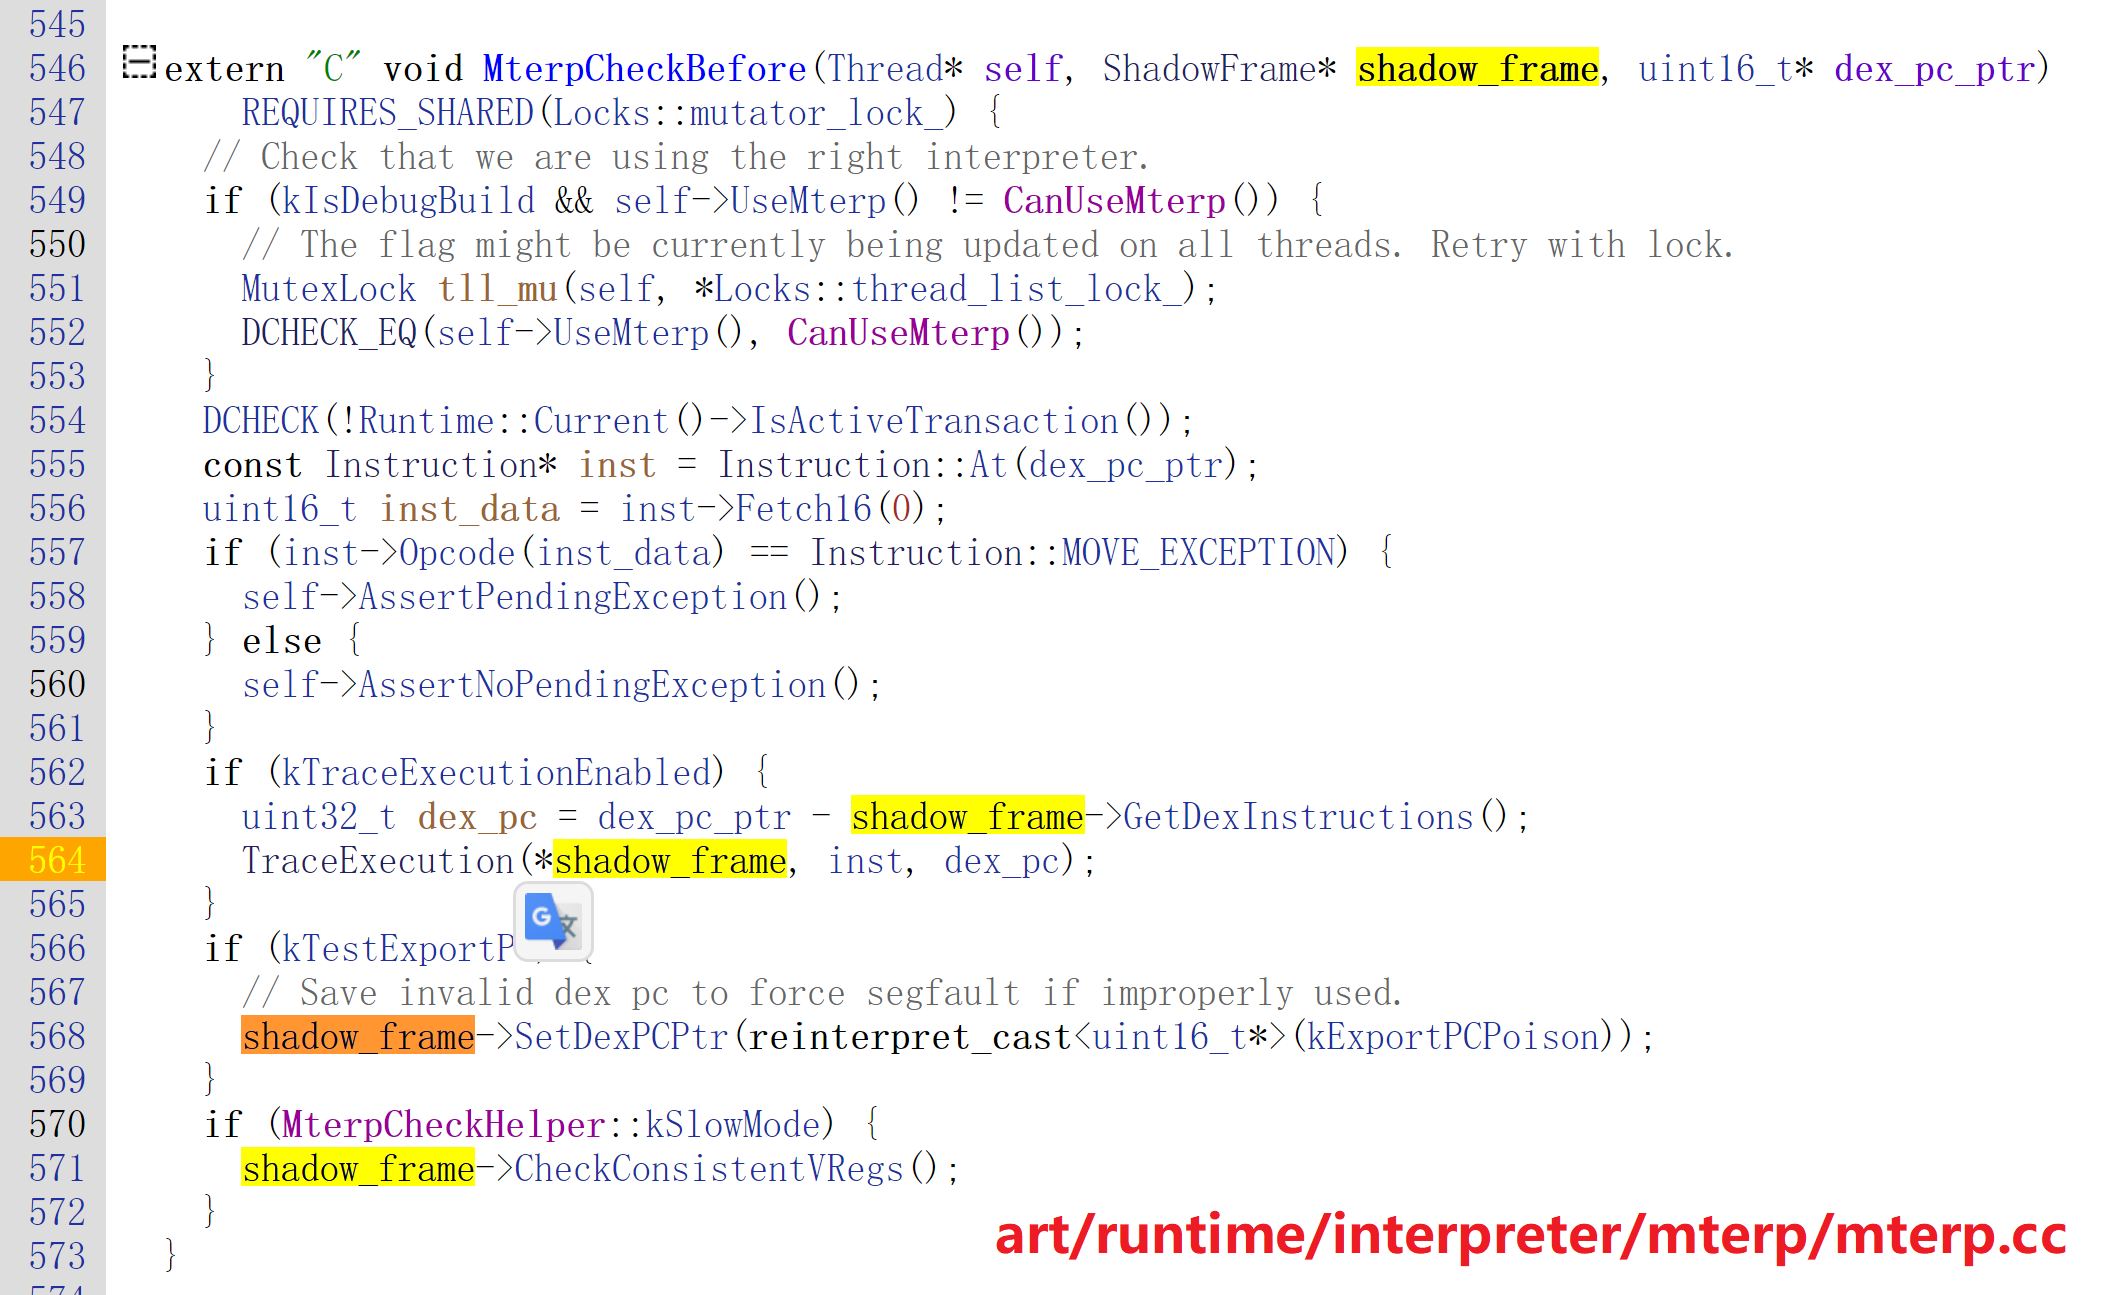 545
546 extern "C" void MterpCheckBefore(Thread* self, ShadowFrame* shadow_frame, uint16_t* dex_pc_ptr)
547     REQUIRES_SHARED(Locks::mutator_lock_) {
548   // Check that we are using the right interpreter.
549   if (kIsDebugBuild && self->UseMterp() != CanUseMterp()) {
550     // The flag might be currently being updated on all threads. Retry with lock.
551     MutexLock tll_mu(self, *Locks::thread_list_lock_);
552     DCHECK_EQ(self->UseMterp(), CanUseMterp());
553   }
554   DCHECK(!Runtime::Current()->IsActiveTransaction());
555   const Instruction* inst = Instruction::At(dex_pc_ptr);
556   uint16_t inst_data = inst->Fetch16(0);
557   if (inst->Opcode(inst_data) == Instruction::MOVE_EXCEPTION) {
558     self->AssertPendingException();
559   } else {
560     self->AssertNoPendingException();
561   }
562   if (kTraceExecutionEnabled) {
563     uint32_t dex_pc = dex_pc_ptr - shadow_frame->GetDexInstructions();
564     TraceExecution(*shadow_frame, inst, dex_pc);
565   }
566   if (kTestExportP {
567     // Save invalid dex pc to force segfault if improperly used.
568     shadow_frame->SetDexPCPtr(reinterpret_cast<uint16_t*>(kExportPCPoison));
569   }
570   if (MterpCheckHelper::kSlowMode) {
571     shadow_frame->CheckConsistentVRegs();
572   }
573 }
art/runtime/interpreter/mterp/mterp.cc